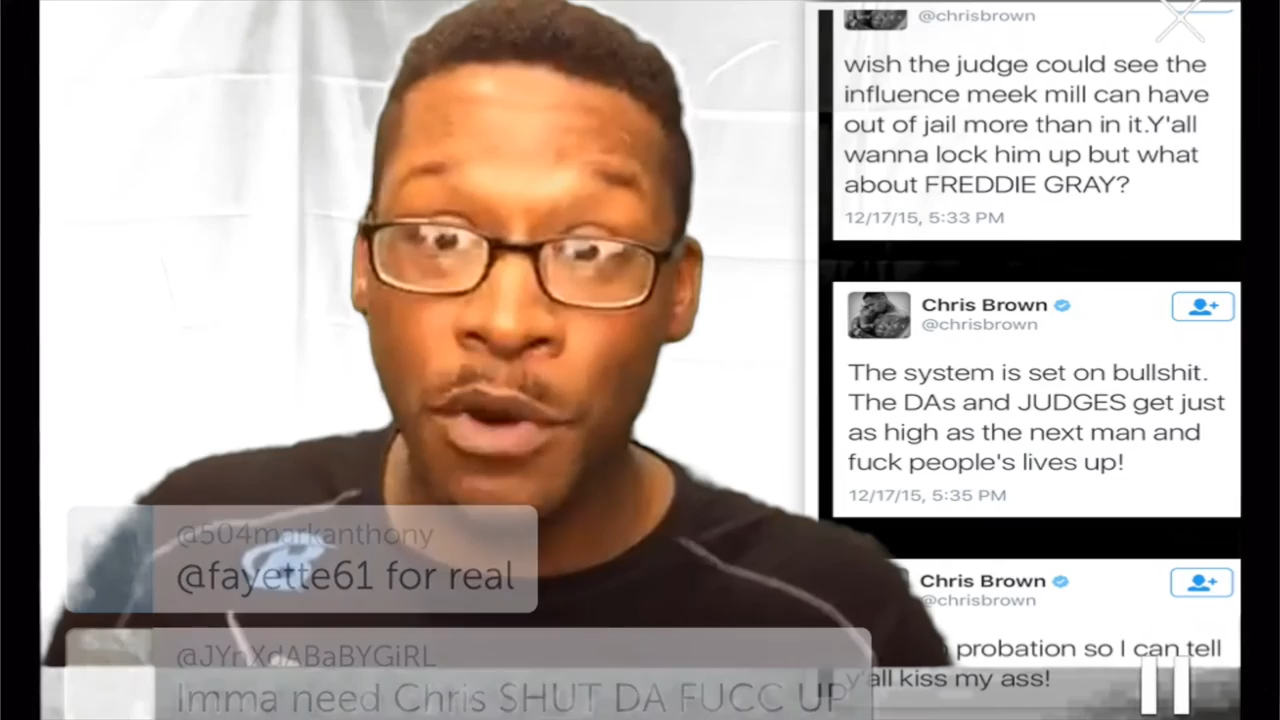 @chrisbrown
wish the judge could see the
influence meek mill can have
out of jail more than in it.Y'all
wanna lock him up but what
about FREDDIE GRAY?
12/17/15, 5:33 PM
Chris Brown
@chrisbrown
The system is set on bullshit.
The DAs and JUDGES get just
as high as the next man and
fuck people's lives up!
12/17/15, 5:35 PM
Chris Brown
@chrisbrown
probation so I can tell
y'all kiss my ass!
@504markanthony
@fayette61 for real
@JYnXdABaBYGiRL
Imma need Chris SHUT DA FUCC UP